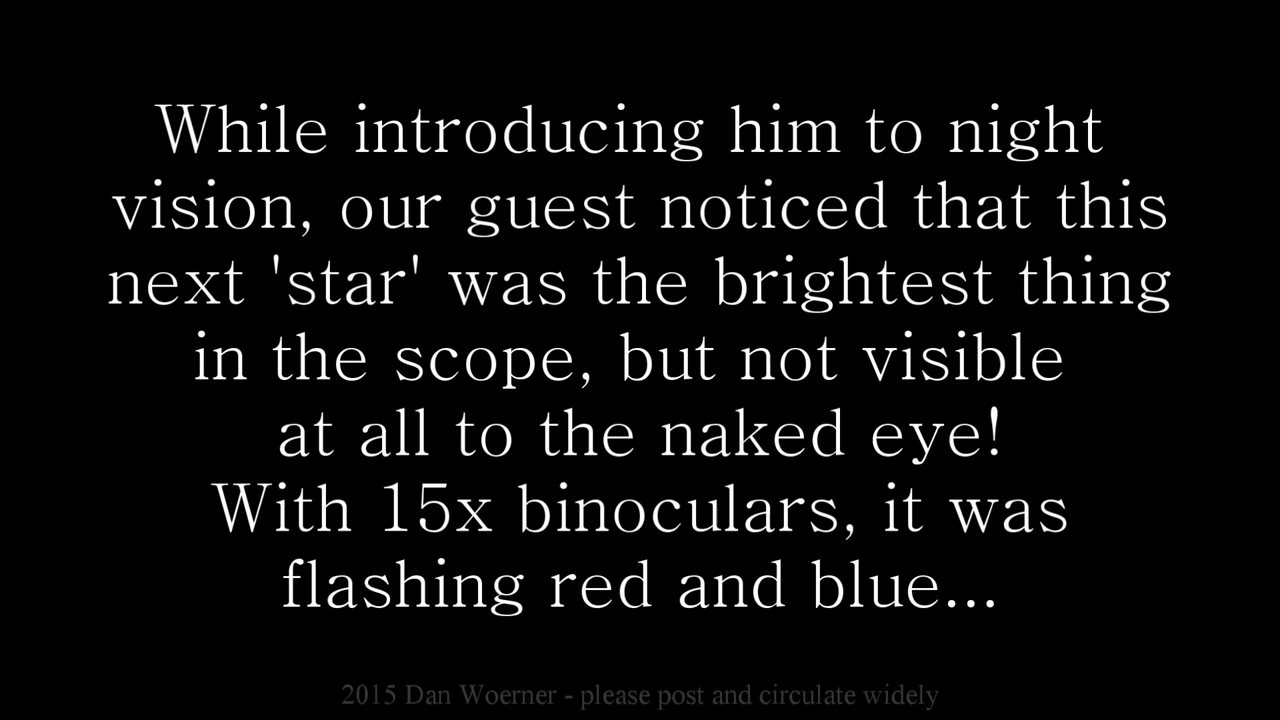 While introducing him to night
vision, our guest noticed that this
next 'star' was the brightest thing
in the scope, but not visible
at all to the naked eye!
With 15x binoculars, it was
flashing red and blue...
2015 Dan Woerner - please post and circulate widely